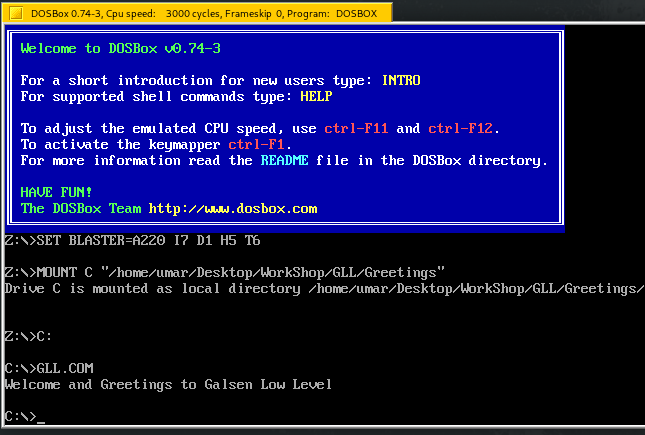 DOSBox 0.74-3, Cpu speed: 3000 cycles, Frameskip 0, Program: DOSBOX
Welcome to DOSBox v0.74-3
For a short introduction for new users type: INTRO
For supported shell commands type: HELP
To adjust the emulated CPU speed, use ctrl-F11 and ctrl-F12.
To activate the keymapper ctrl-F1.
For more information read the README file in the DOSBox directory.
HAVE FUN!
The DOSBox Team http://www.dosbox.com
Z:\>SET BLASTER=A220 I7 D1 H5 T6
Z:\>MOUNT C "/home/umar/Desktop/WorkShop/GLL/Greetings"
Drive C is mounted as local directory /home/umar/Desktop/WorkShop/GLL/Greetings/
Z:\>C:
C:\>GLL.COM
Welcome and Greetings to Galsen Low Level
C:\>_